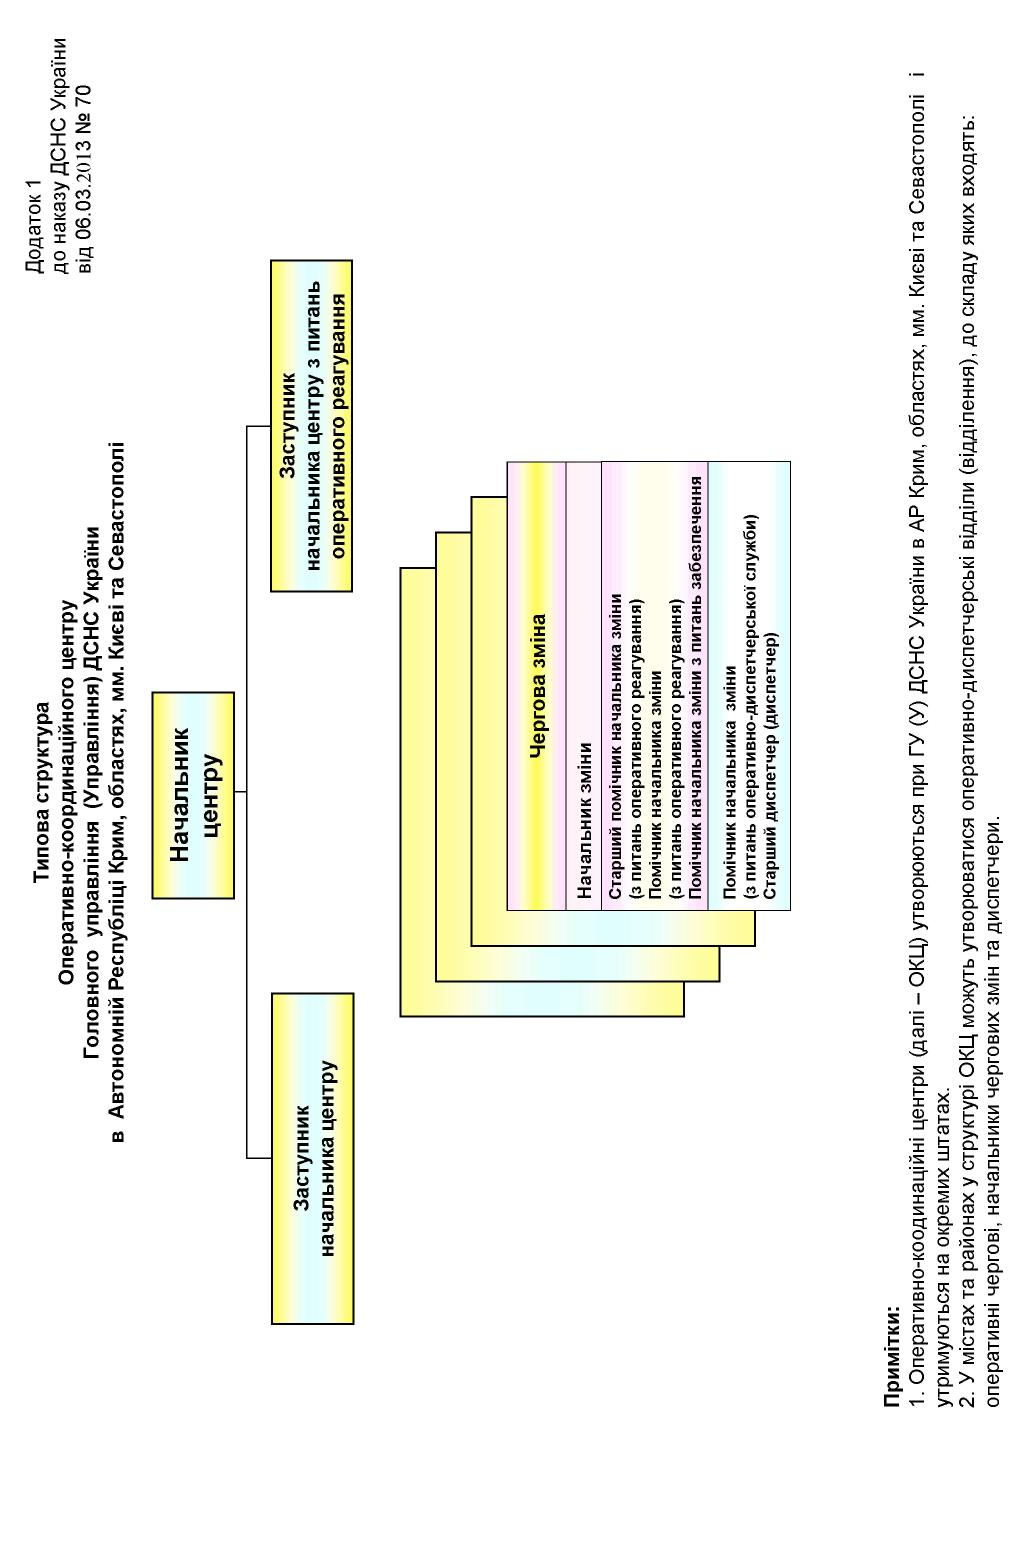 Додаток 1
до наказу ДСНС України
від 06.03.2013 № 70
Типова структура
Оперативно-координаційного центру
Головного управління (Управління) ДСНС України
в Автономній Республіці Крим, областях, мм. Києві та Севастополі
Начальник
центру
Заступник
начальника центру
Заступник
начальника центру з питань
оперативного реагування
Чергова зміна
Начальник зміни
Старший помічник начальника зміни
(з питань оперативного реагування)
Помічник начальника зміни
(з питань оперативного реагування)
Помічник начальника зміни з питань забезпечення
Помічник начальника зміни
(з питань оперативно-диспетчерської служби)
Старший диспетчер (диспетчер)
Примітки:
1. Оперативно-коодинаційні центри (далі – ОКЦ) утворюються при ГУ (У) ДСНС України в АР Крим, областях, мм. Києві та Севастополі і
утримуються на окремих штатах.
2. У містах та районах у структурі ОКЦ можуть утворюватися оперативно-диспетчерські відділи (відділення), до складу яких входять:
оперативні чергові, начальники чергових змін та диспетчери.